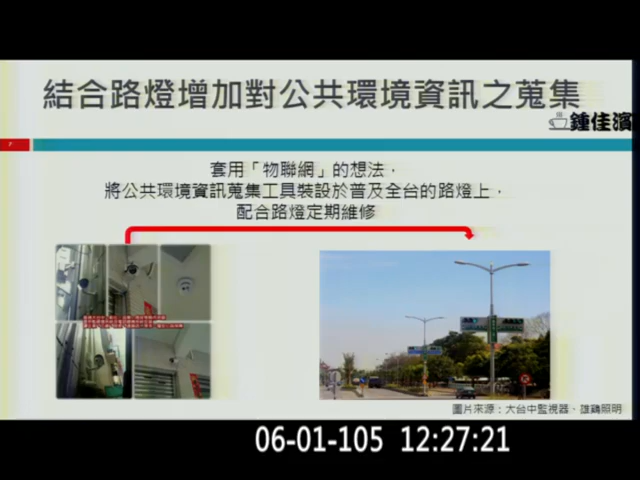 結合路燈增加對公共環境資訊之蒐集
鍾佳濱
7
套用「物聯網」的想法，
將公共環境資訊蒐集工具裝設於普及全台的路燈上，
配合路燈定期維修
圖片來源：大台中監視器、雄雞照明
06-01-105 12:27:21